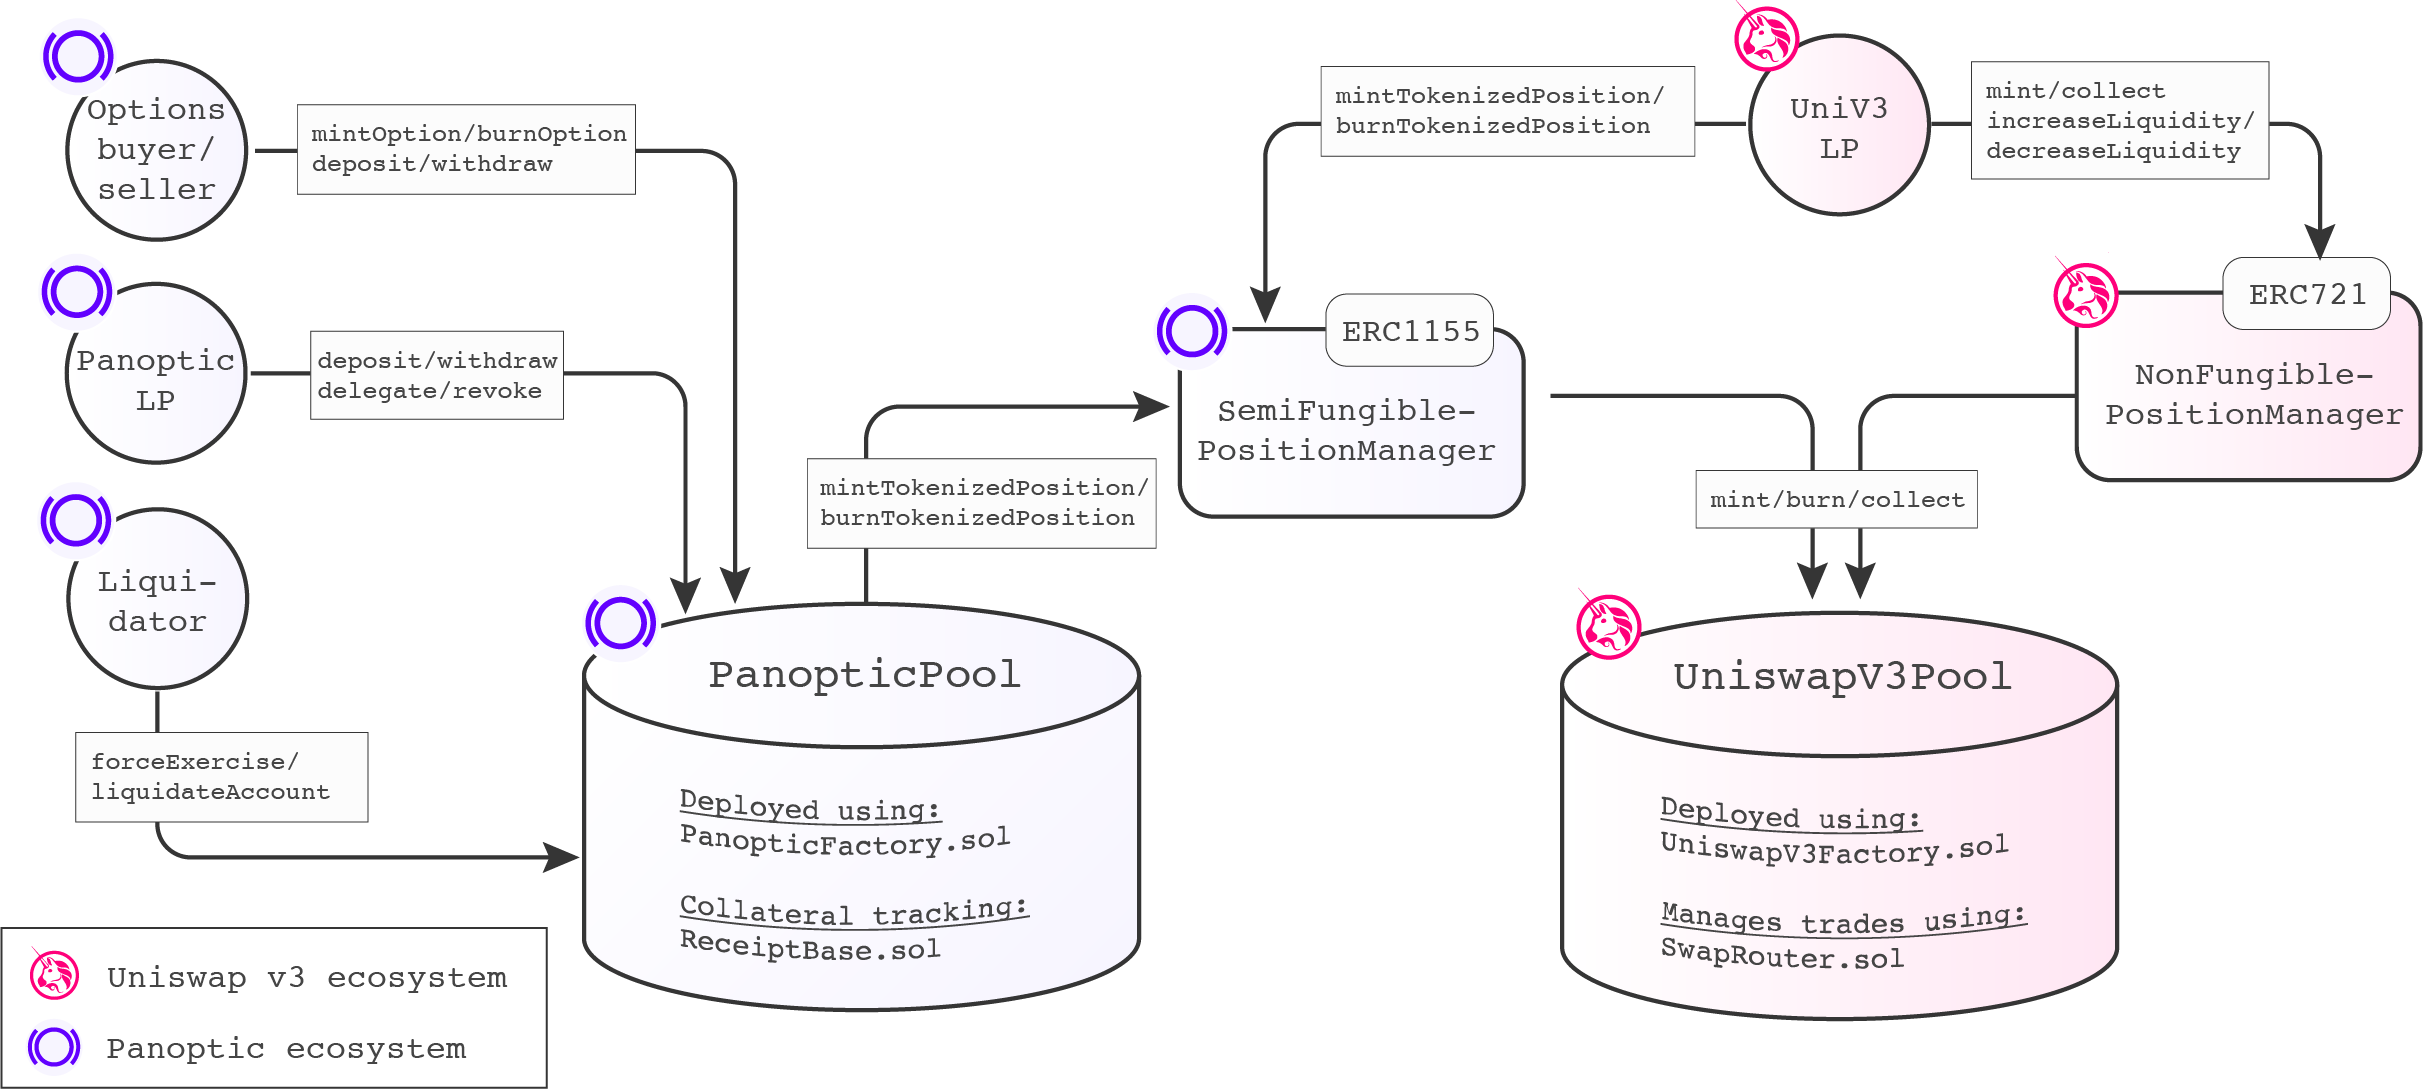 Options
buyer/
seller
mintOption/burnOption
deposit/withdraw
Panoptic
LP
deposit/withdraw
delegate/revoke
Liqui-
dator
forceExercise/
liquidateAccount
mintTokenizedPosition/
burnTokenizedPosition
UniV3
LP
mint/collect
increaseLiquidity/
decreaseLiquidity
ERC1155
SemiFungible-
PositionManager
ERC721
NonFungible-
PositionManager
mintTokenizedPosition/
burnTokenizedPosition
mint/burn/collect
PanopticPool
Deployed using:
PanopticFactory.sol
Collateral tracking:
ReceiptBase.sol
UniswapV3Pool
Deployed using:
UniswapV3Factory.sol
Manages trades using:
SwapRouter.sol
Uniswap v3 ecosystem
Panoptic ecosystem